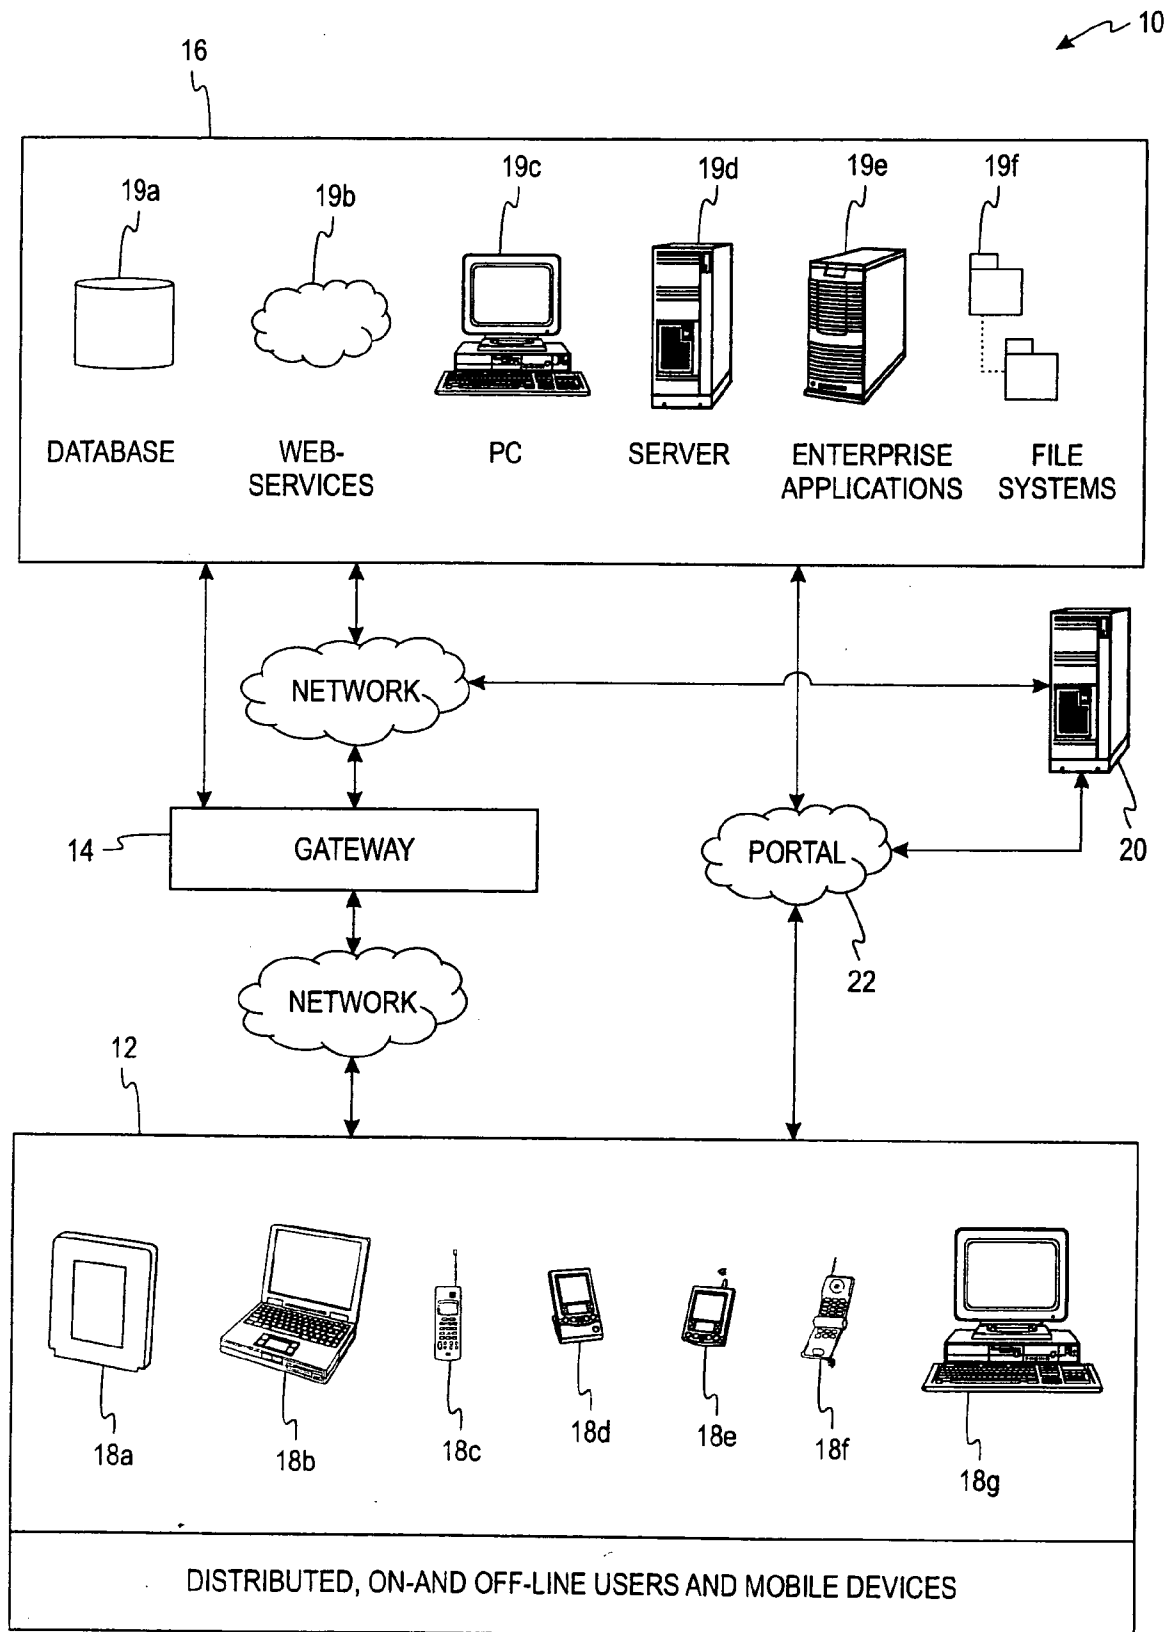 10
16
19a
19b
19c
19d
19e
19f
DATABASE
WEB-
SERVICES
PC
SERVER
ENTERPRISE
APPLICATIONS
FILE
SYSTEMS
NETWORK
14
GATEWAY
PORTAL
20
22
NETWORK
12
18a
18b
18c
18d
18e
18f
18g
DISTRIBUTED, ON-AND OFF-LINE USERS AND MOBILE DEVICES